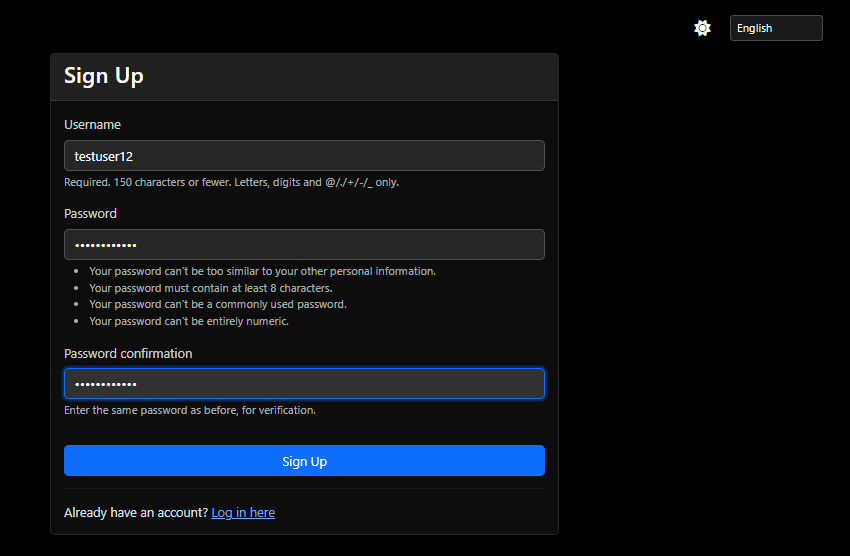 English
Sign Up
Username
testuser12
Required. 150 characters or fewer. Letters, digits and @/./+/-/_ only.
Password
••••••••••••
Your password can't be too similar to your other personal information.
Your password must contain at least 8 characters.
Your password can't be a commonly used password.
Your password can't be entirely numeric.
Password confirmation
••••••••••••
Enter the same password as before, for verification.
Sign Up
Already have an account? Log in here